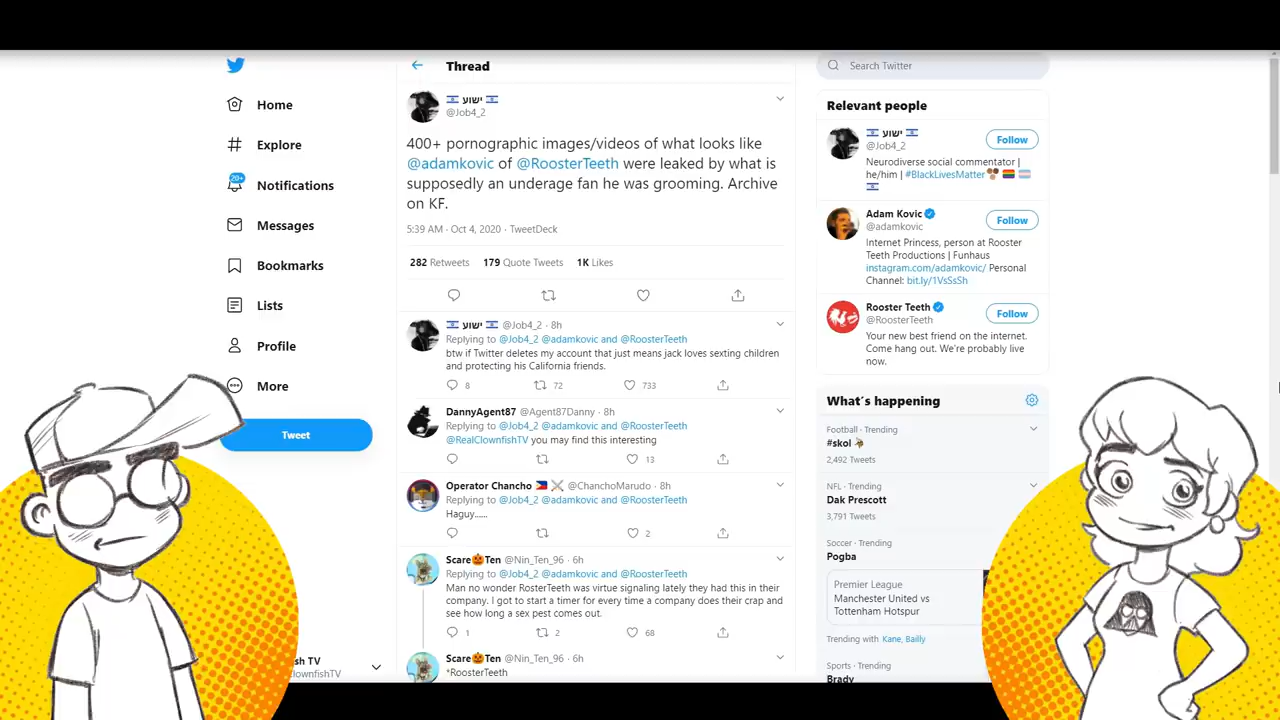 Home
Explore
20+
Notifications
Messages
Bookmarks
Lists
Profile
More
Tweet
sh TV
ClownfishTV
Thread
ישוע
@Job4_2
400+ pornographic images/videos of what looks like
@adamkovic of @RoosterTeeth were leaked by what is
supposedly an underage fan he was grooming. Archive
on KF.
5:39 AM · Oct 4, 2020 · TweetDeck
282 Retweets 179 Quote Tweets 1K Likes
ישוע @Job4_2 · 8h
Replying to @Job4_2 @adamkovic and @RoosterTeeth
btw if Twitter deletes my account that just means jack loves sexting children
and protecting his California friends.
8 72 733
DannyAgent87 @Agent87Danny · 8h
Replying to @Job4_2 @adamkovic and @RoosterTeeth
@RealClownfishTV you may find this interesting
13
Operator Chancho @ChanchoMarudo · 8h
Replying to @Job4_2 @adamkovic and @RoosterTeeth
Haguy......
2
Scare🎃Ten @Nin_Ten_96 · 6h
Replying to @Job4_2 @adamkovic and @RoosterTeeth
Man no wonder RosterTeeth was virtue signaling lately they had this in their
company. I got to start a timer for every time a company does their crap and
see how long a sex pest comes out.
1 2 68
Scare🎃Ten @Nin_Ten_96 · 6h
*RoosterTeeth
Search Twitter
Relevant people
ישוע
@Job4_2
Follow
Neurodiverse social commentator |
he/him | #BlackLivesMatter
Adam Kovic
@adamkovic
Follow
Internet Princess, person at Rooster
Teeth Productions | Funhaus
instagram.com/adamkovic/ Personal
Channel: bit.ly/1VsSsSh
Rooster Teeth
@RoosterTeeth
Follow
Your new best friend on the internet.
Come hang out. We're probably live
now.
What's happening
Football · Trending
#skol
2,492 Tweets
NFL · Trending
Dak Prescott
3,791 Tweets
Soccer · Trending
Pogba
Premier League
Manchester United vs
Tottenham Hotspur
Trending with Kane, Bailly
Sports · Trending
Brady